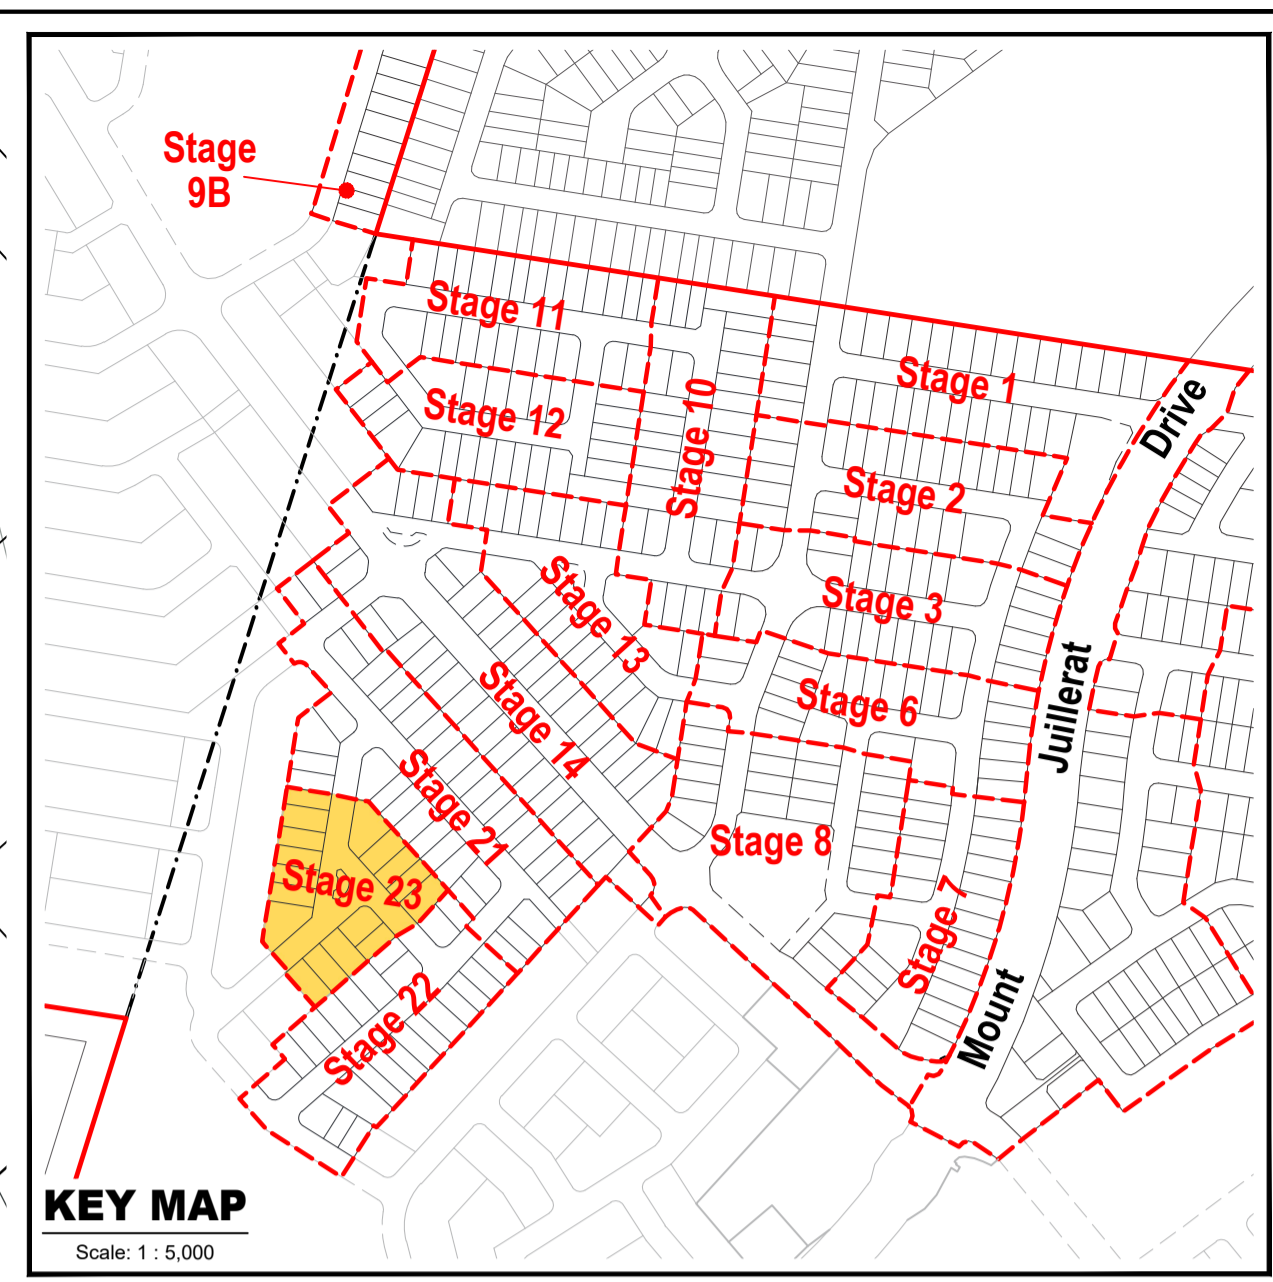 Stage
9B
Stage 11
Stage 1
Drive
Stage 12
Stage 10
Stage 2
Stage 13
Stage 3
Juillerat
Stage 14
Stage 6
Stage 21
Stage 8
Stage 23
Stage 7
Stage 22
Mount
KEY MAP
Scale: 1 : 5,000